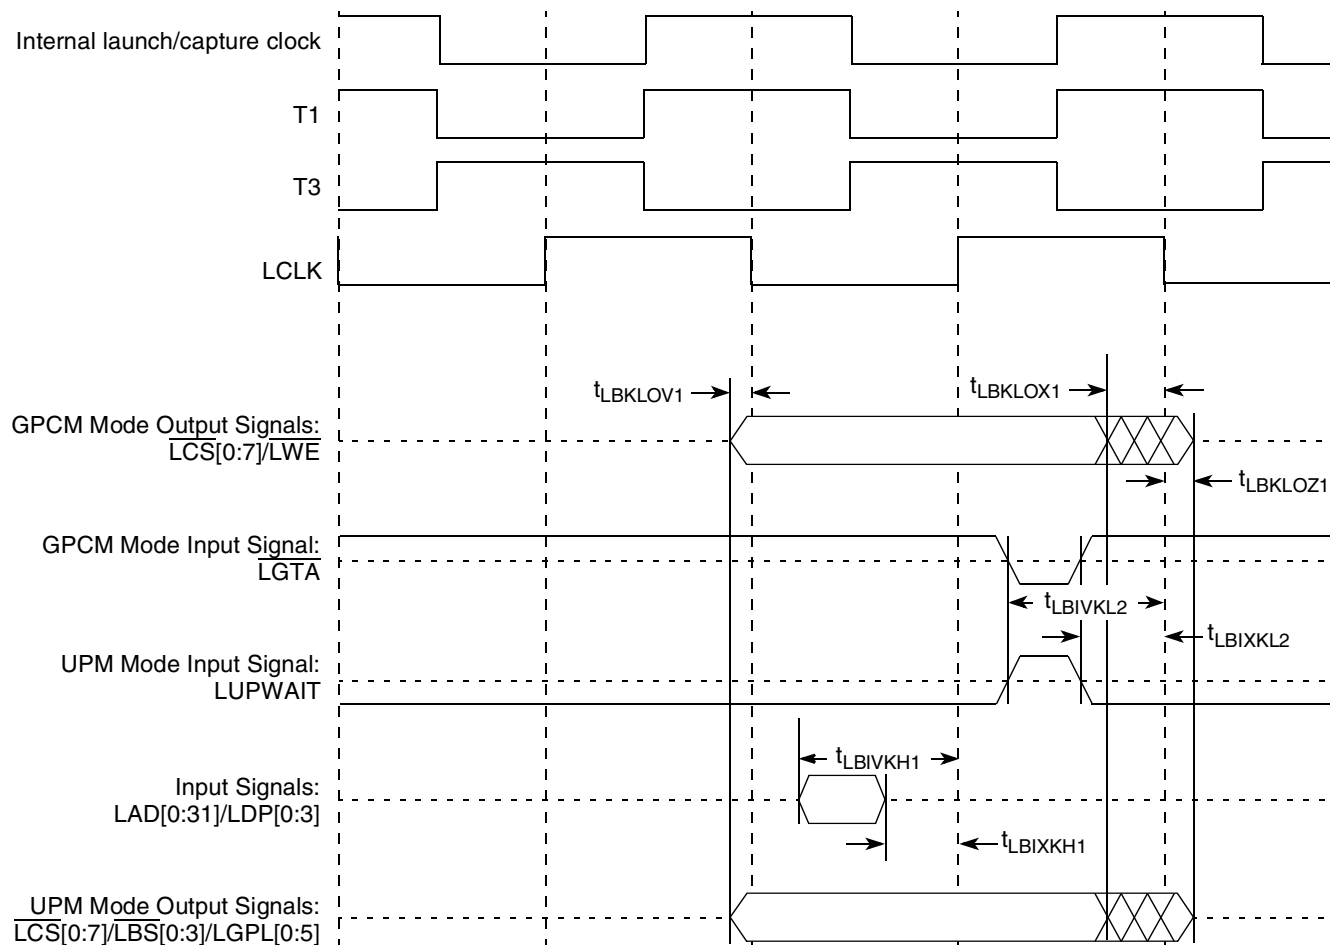 Internal launch/capture clock
T1
T3
LCLK
tLBKLOV1
tLBKLOX1
GPCM Mode Output Signals:
LCS[0:7]/LWE
tLBKLOZ1
GPCM Mode Input Signal:
LGTA
tLBIVKL2
tLBIXKL2
UPM Mode Input Signal:
LUPWAIT
tLBIVKH1
Input Signals:
LAD[0:31]/LDP[0:3]
tLBIXKH1
UPM Mode Output Signals:
LCS[0:7]/LBS[0:3]/LGPL[0:5]